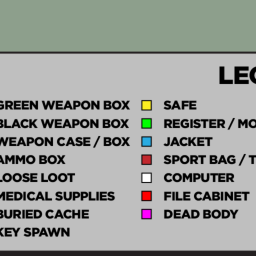 LEG
GREEN WEAPON BOX
BLACK WEAPON BOX
WEAPON CASE / BOX
AMMO BOX
LOOSE LOOT
MEDICAL SUPPLIES
BURIED CACHE
KEY SPAWN
SAFE
REGISTER / MO
JACKET
SPORT BAG / T
COMPUTER
FILE CABINET
DEAD BODY